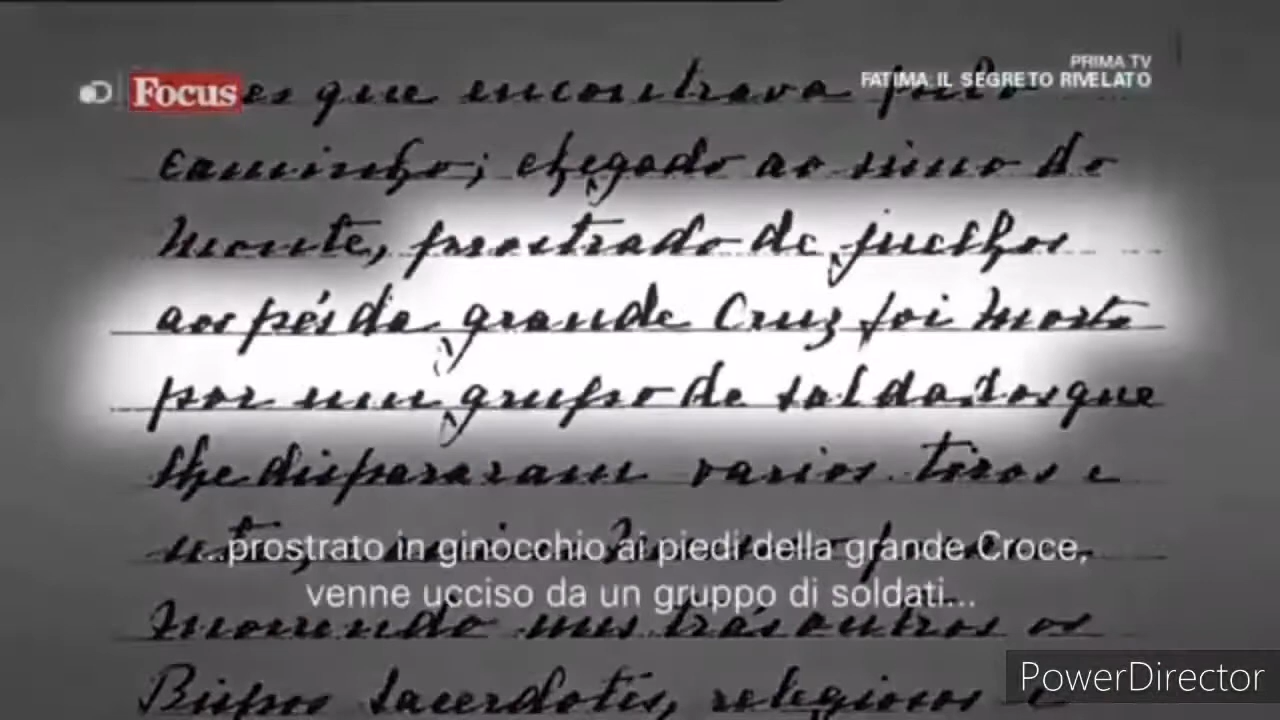 Focus
PRIMA TV
FATIMA: IL SEGRETO RIVELATO
es que encontrava pelo
caminho; chegado ao simo do
monte, prostrado de juelhos
aos pés da grande Cruz foi morto
por um grupo de soldados que
lhe dispararam varios tiros e
...prostrato in ginocchio ai piedi della grande Croce,
venne ucciso da un gruppo di soldati...
morrendo uns trás outros os
Bispos Sacerdotes, religiosos e
PowerDirector